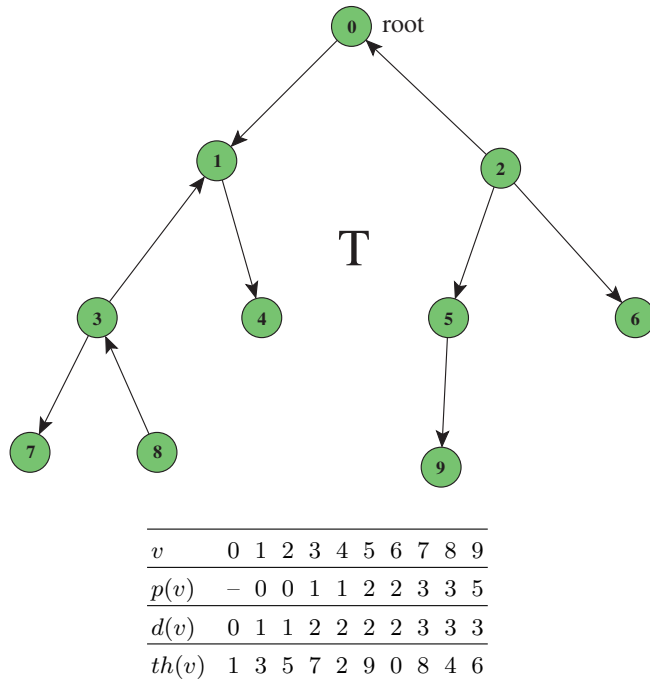 0 root
1
2
T
3
4
5
6
7
8
9
v 0 1 2 3 4 5 6 7 8 9
p(v) – 0 0 1 1 2 2 3 3 5
d(v) 0 1 1 2 2 2 2 3 3 3
th(v) 1 3 5 7 2 9 0 8 4 6